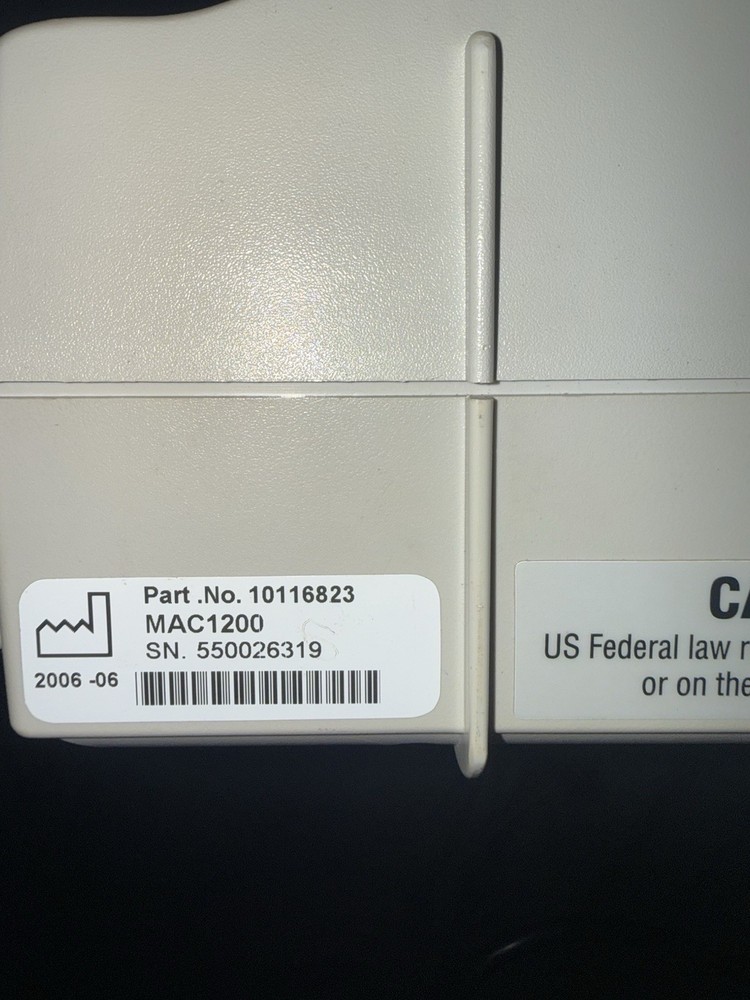 Part .No. 10116823
MAC1200
SN. 550026319
2006 -06
US Federal law
or on the